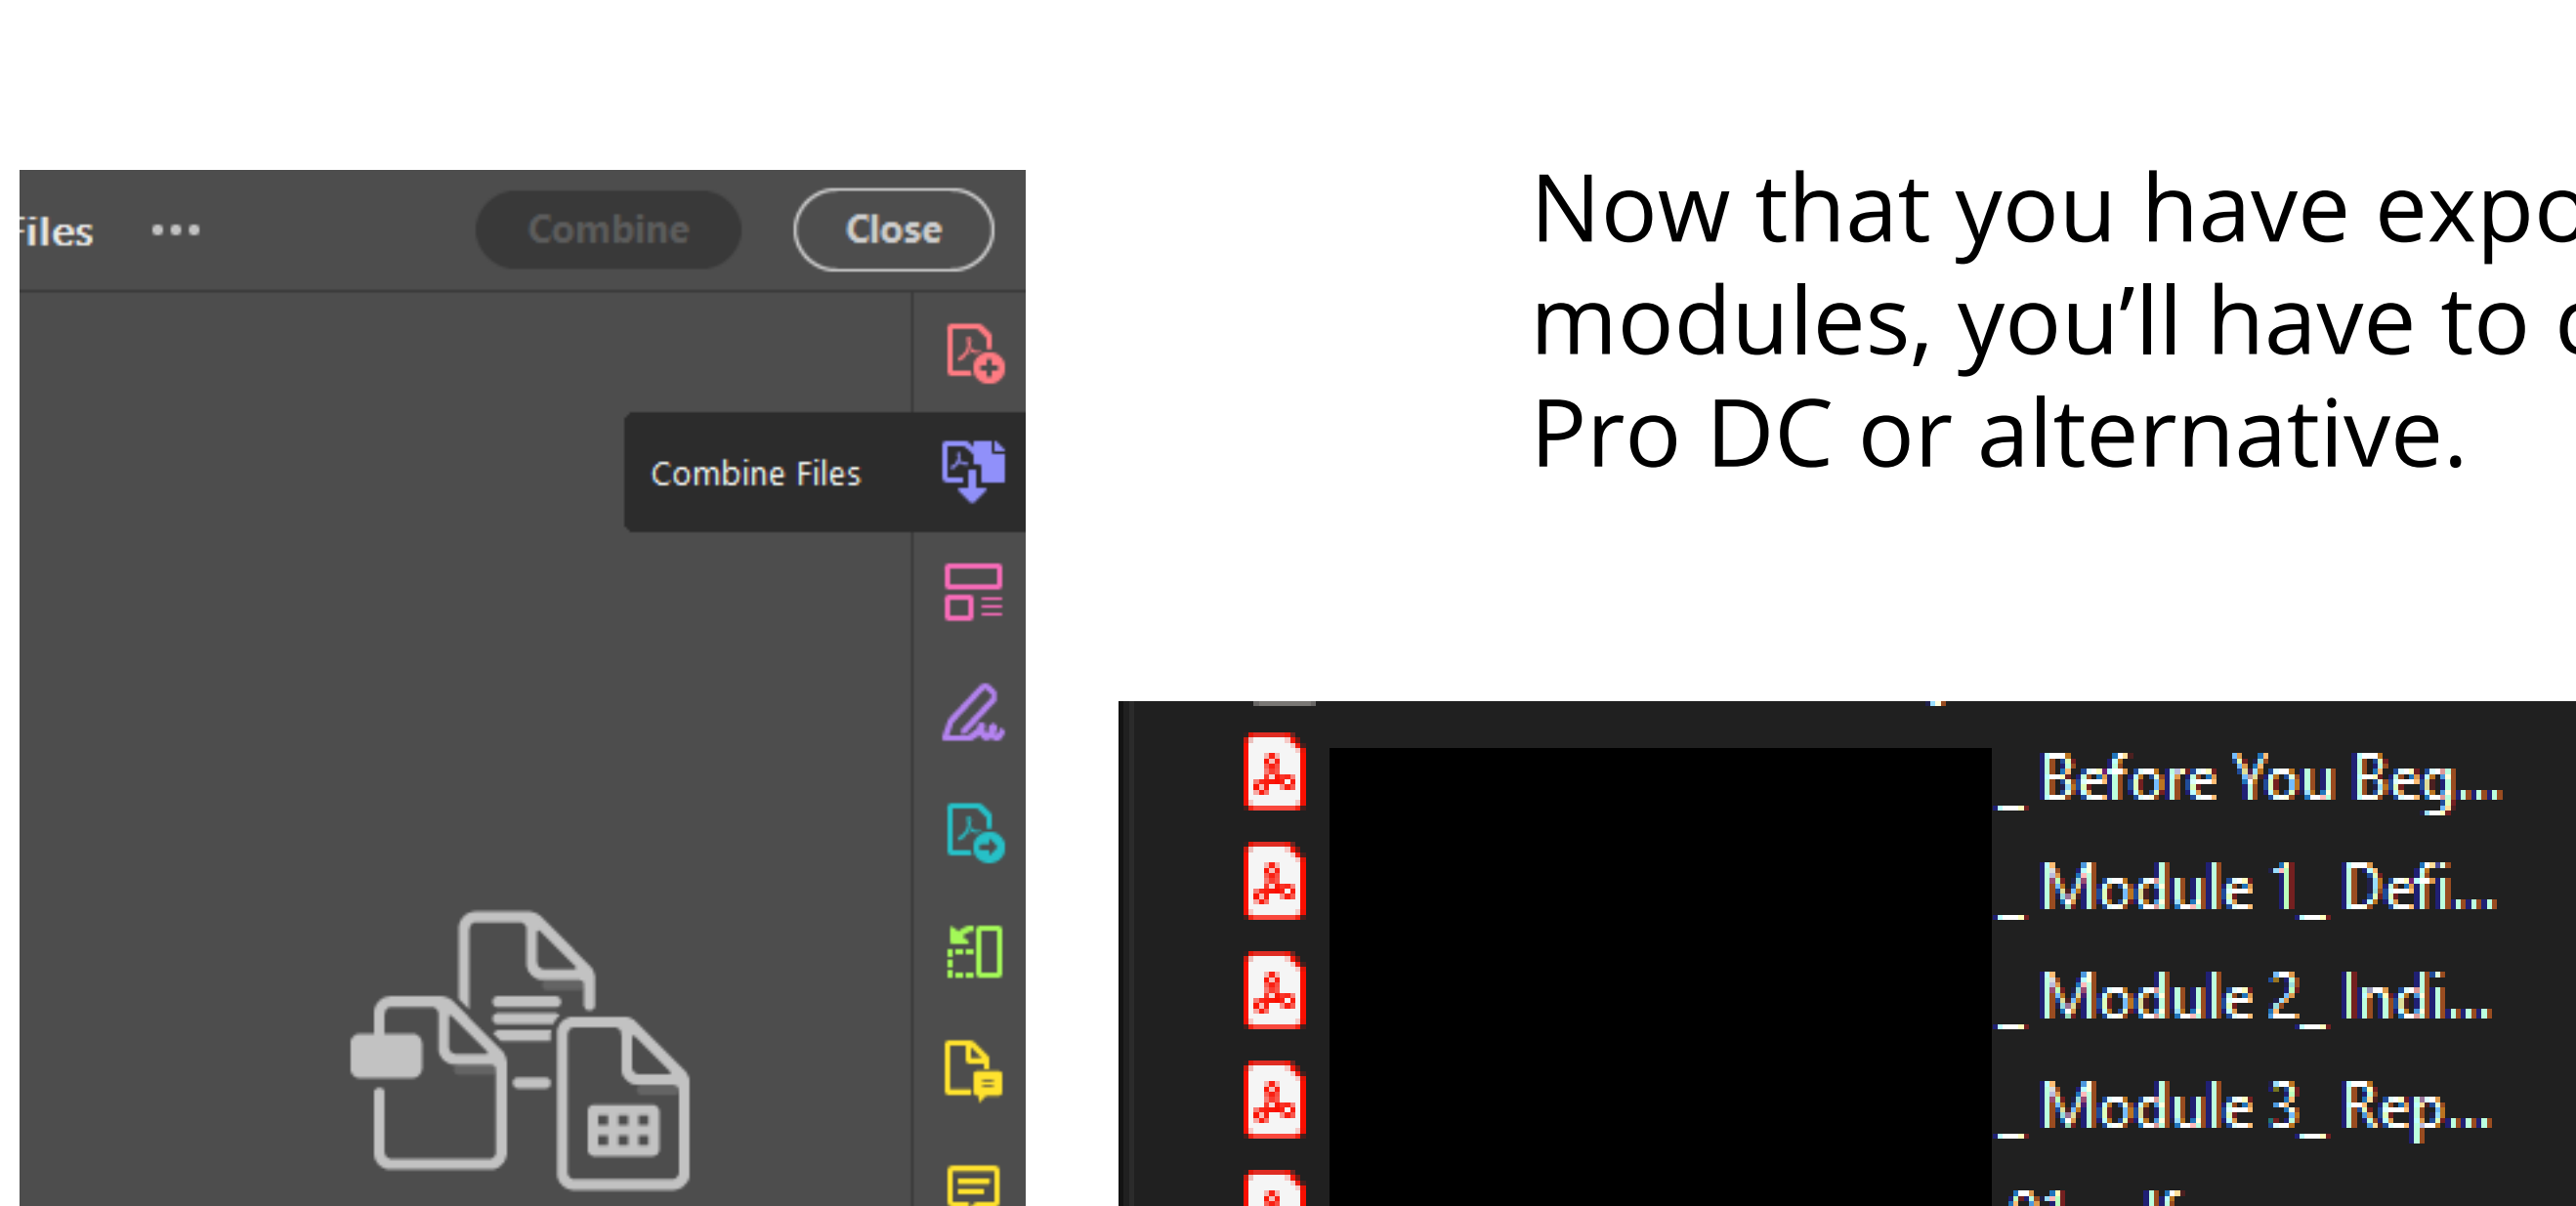 Files ... Combine Close
Combine Files
Now that you have expo
modules, you’ll have to
Pro DC or alternative.
_ Before You Beg...
_ Module 1_ Defi...
_ Module 2_ Indi...
_ Module 3_ Rep...